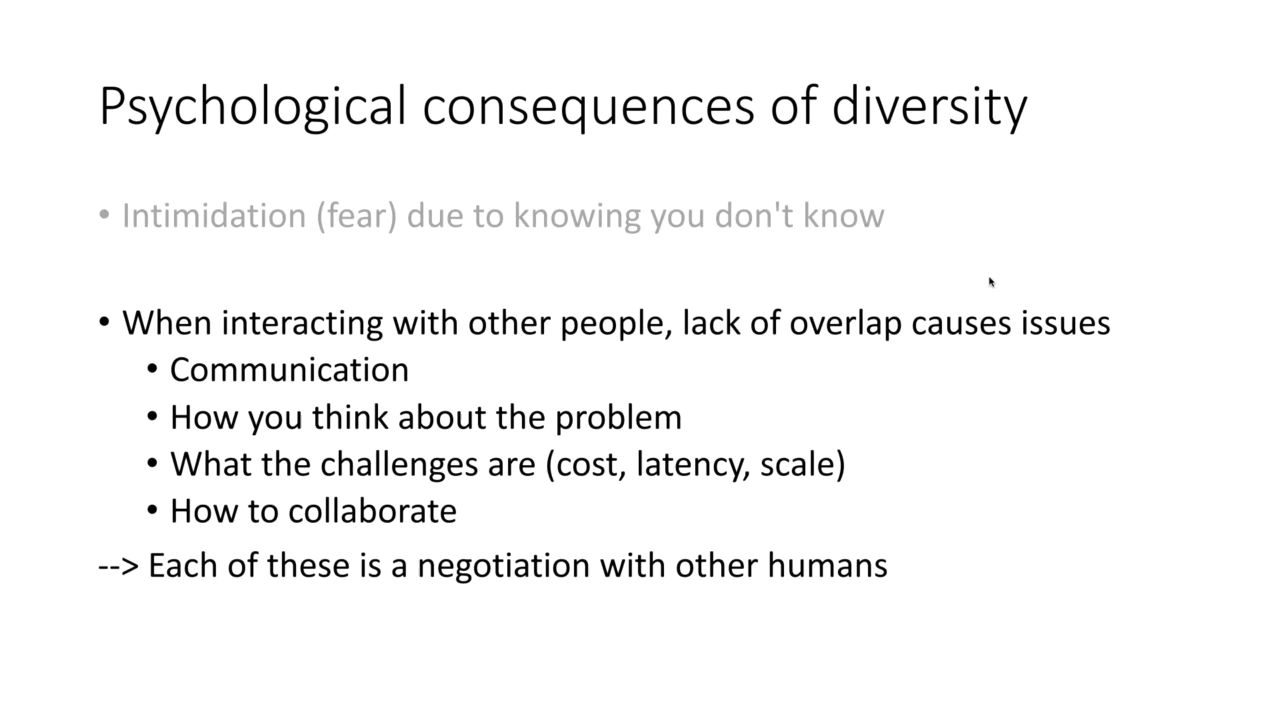 Psychological consequences of diversity
• Intimidation (fear) due to knowing you don't know
• When interacting with other people, lack of overlap causes issues
• Communication
• How you think about the problem
• What the challenges are (cost, latency, scale)
• How to collaborate
--> Each of these is a negotiation with other humans